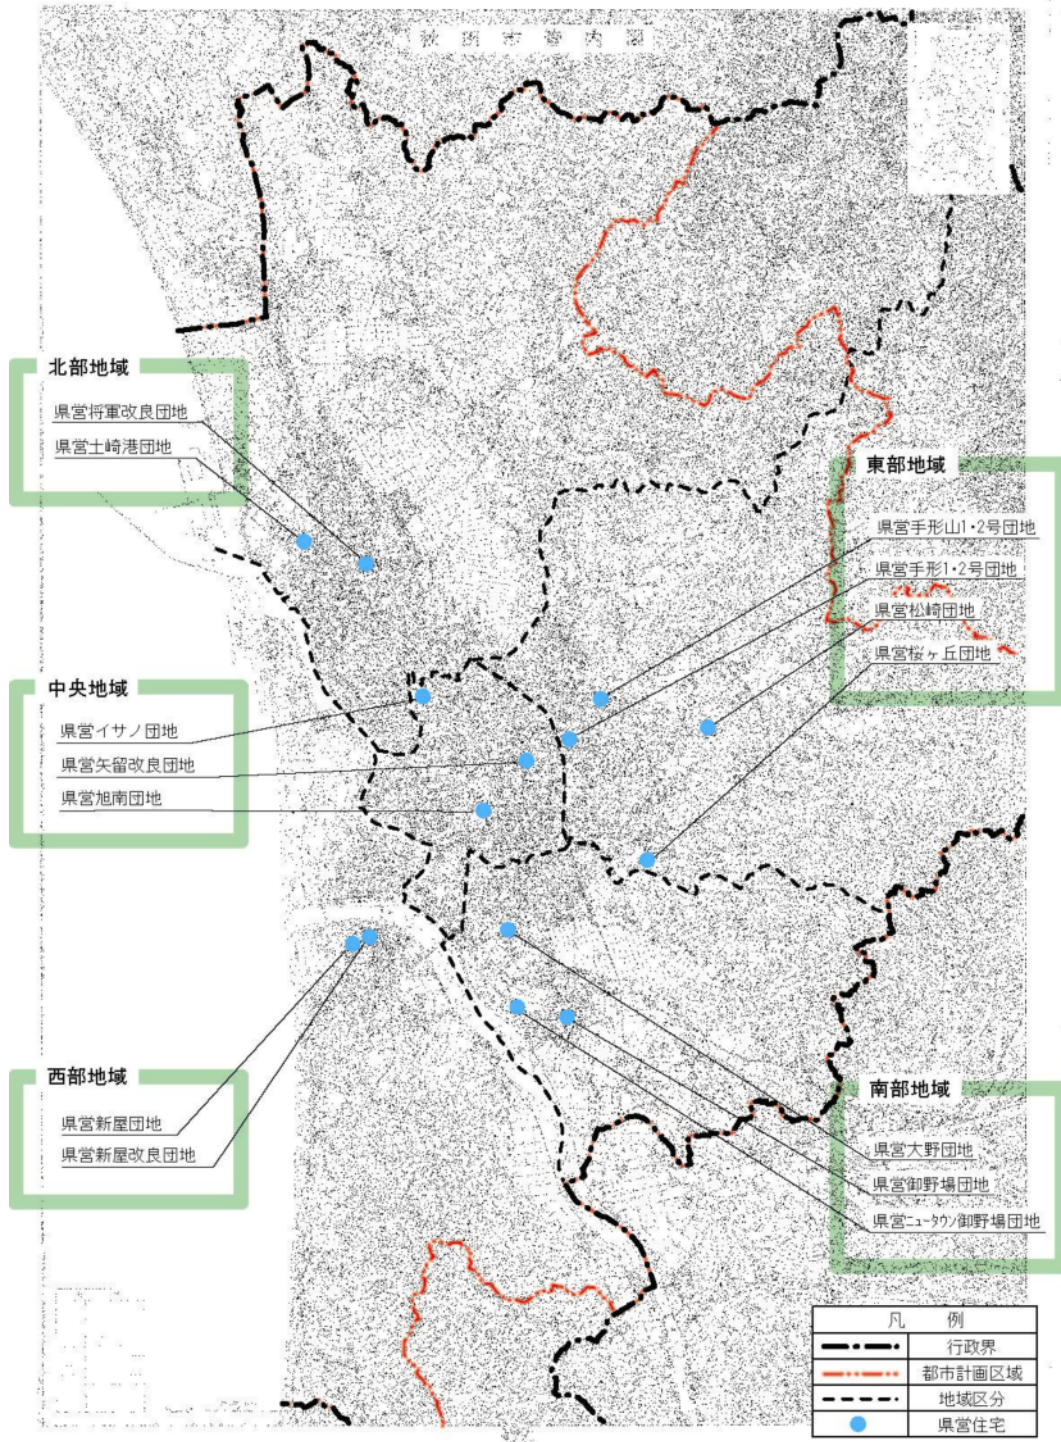 秋田市管内図
北部地域
県営将軍改良団地
県営土崎港団地
東部地域
県営手形山1・2号団地
県営手形1・2号団地
県営松崎団地
県営桜ヶ丘団地
中央地域
県営イサノ団地
県営矢留改良団地
県営旭南団地
西部地域
県営新屋団地
県営新屋改良団地
南部地域
県営大野団地
県営御野場団地
県営ニュータウン御野場団地
凡 例
行政界
都市計画区域
地域区分
県営住宅